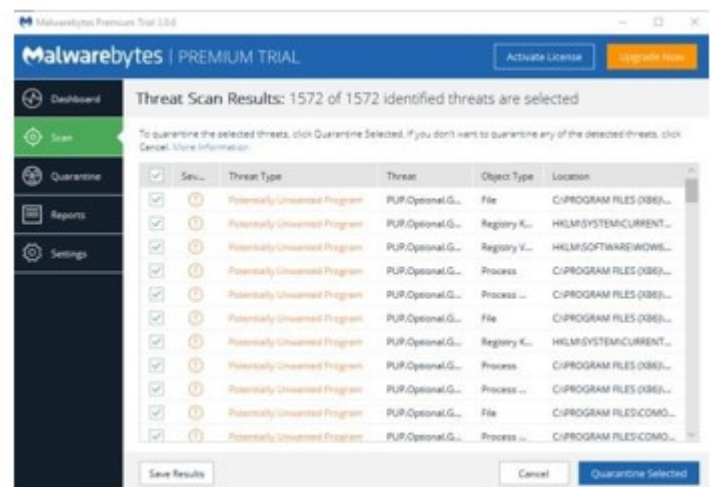 Malwarebytes Premium Trial 3.0.6
Malwarebytes | PREMIUM TRIAL
Activate License
Upgrade Now
Dashboard
Scan
Quarantine
Reports
Settings
Threat Scan Results: 1572 of 1572 identified threats are selected
To quarantine the selected threats, click Quarantine Selected. If you don't want to quarantine any of the detected threats, click
Cancel. More Information
Sev... Threat Type Threat Object Type Location
Potentially Unwanted Program PUP.Optional.G... File C:\PROGRAM FILES (X86)\...
Potentially Unwanted Program PUP.Optional.G... Registry K... HKLM\SYSTEM\CURRENT...
Potentially Unwanted Program PUP.Optional.G... Registry V... HKLM\SOFTWARE\WOW6...
Potentially Unwanted Program PUP.Optional.G... Process C:\PROGRAM FILES (X86)\...
Potentially Unwanted Program PUP.Optional.G... Process ... C:\PROGRAM FILES (X86)\...
Potentially Unwanted Program PUP.Optional.G... File C:\PROGRAM FILES (X86)\...
Potentially Unwanted Program PUP.Optional.G... Registry K... HKLM\SYSTEM\CURRENT...
Potentially Unwanted Program PUP.Optional.G... Process C:\PROGRAM FILES (X86)\...
Potentially Unwanted Program PUP.Optional.G... Process ... C:\PROGRAM FILES (X86)\...
Potentially Unwanted Program PUP.Optional.G... File C:\PROGRAM FILES\COMO...
Potentially Unwanted Program PUP.Optional.G... Process ... C:\PROGRAM FILES\COMO...
Save Results
Cancel
Quarantine Selected